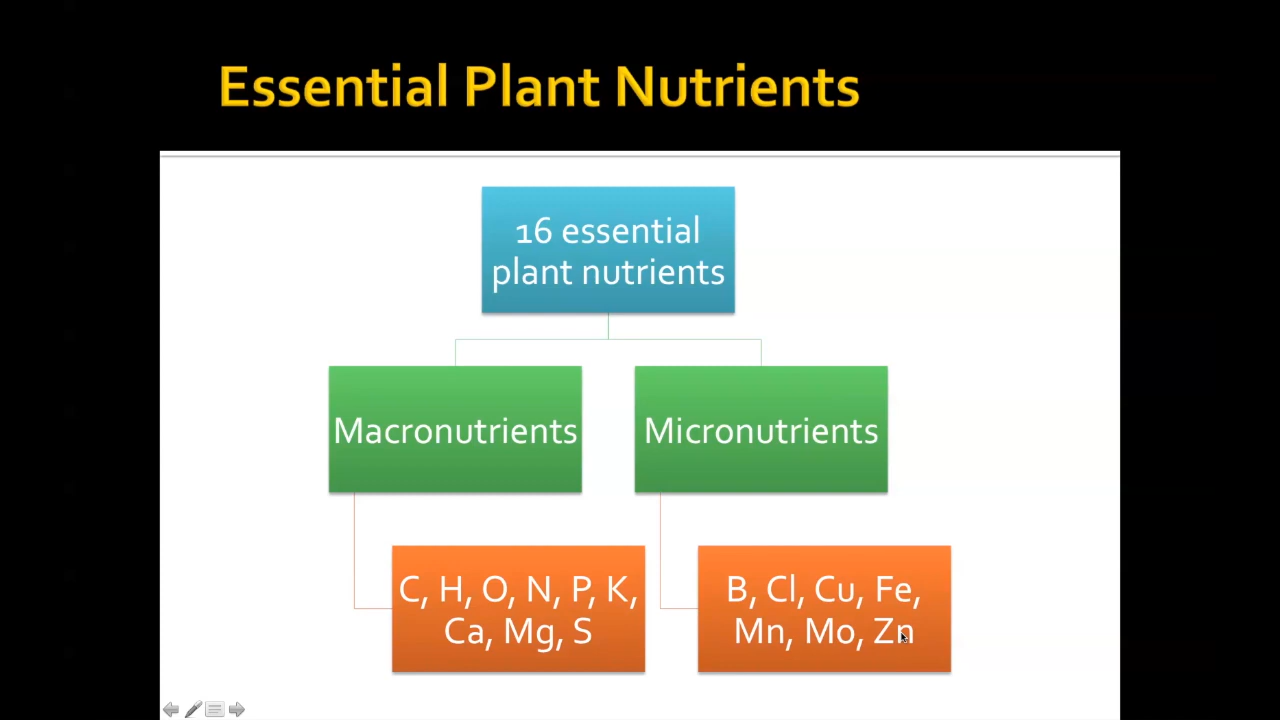 Essential Plant Nutrients
16 essential
plant nutrients
Macronutrients
Micronutrients
C, H, O, N, P, K,
Ca, Mg, S
B, Cl, Cu, Fe,
Mn, Mo, Zn